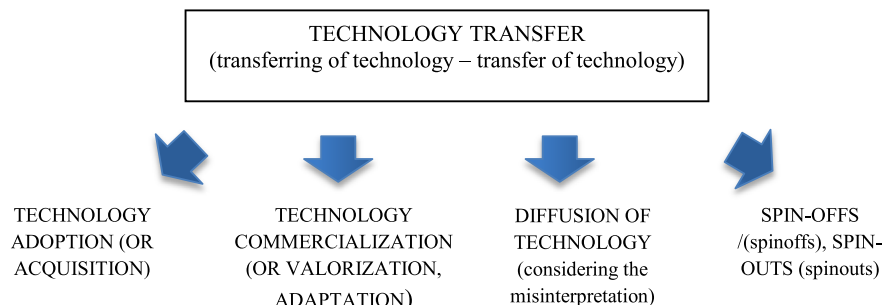 TECHNOLOGY TRANSFER
(transferring of technology – transfer of technology)
TECHNOLOGY
ADOPTION (OR
ACQUISITION)
TECHNOLOGY
COMMERCIALIZATION
(OR VALORIZATION,
ADAPTATION)
DIFFUSION OF
TECHNOLOGY
(considering the
misinterpretation)
SPIN-OFFS
/(spinoffs), SPIN-
OUTS (spinouts)